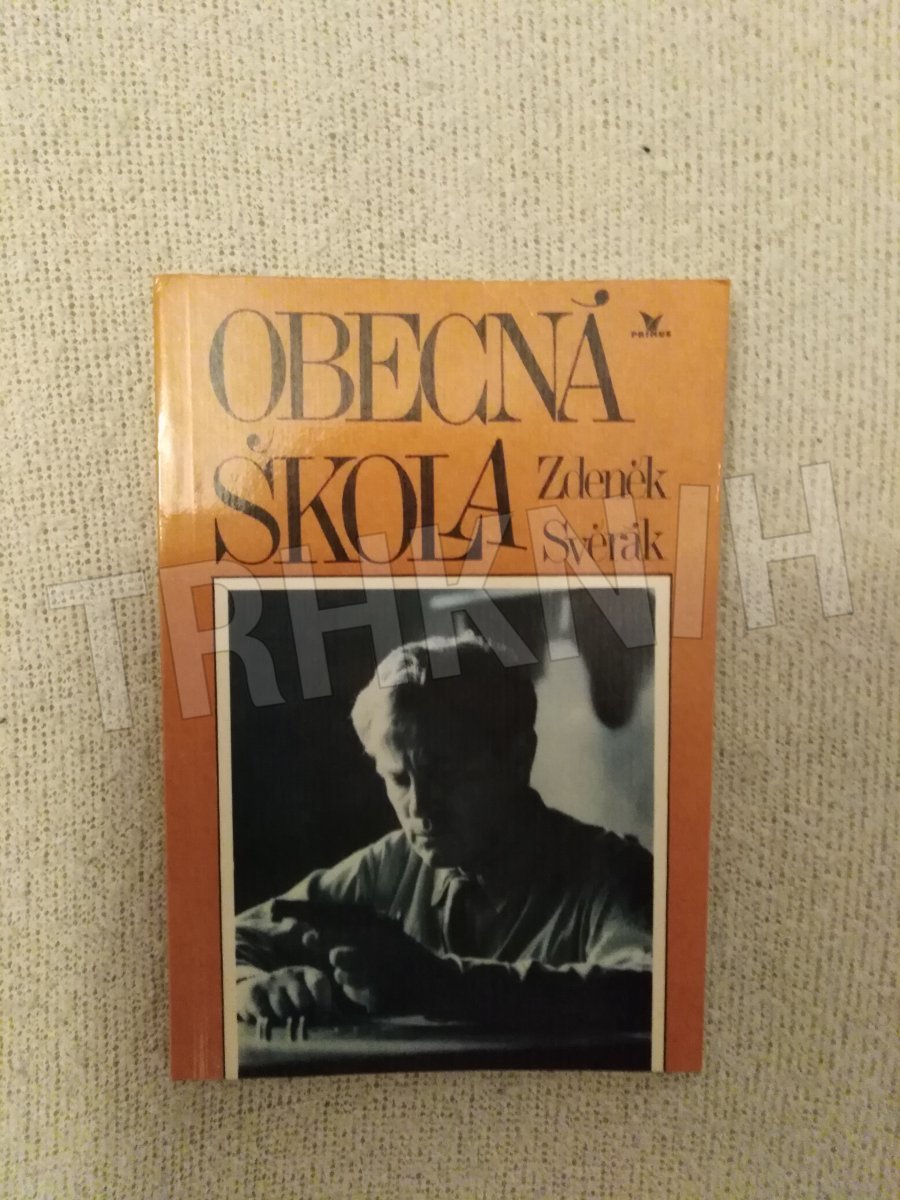 OBECNÁ
PRIMUS
ŠKOLA
Zdeněk
Svěrák
TRHKNIH